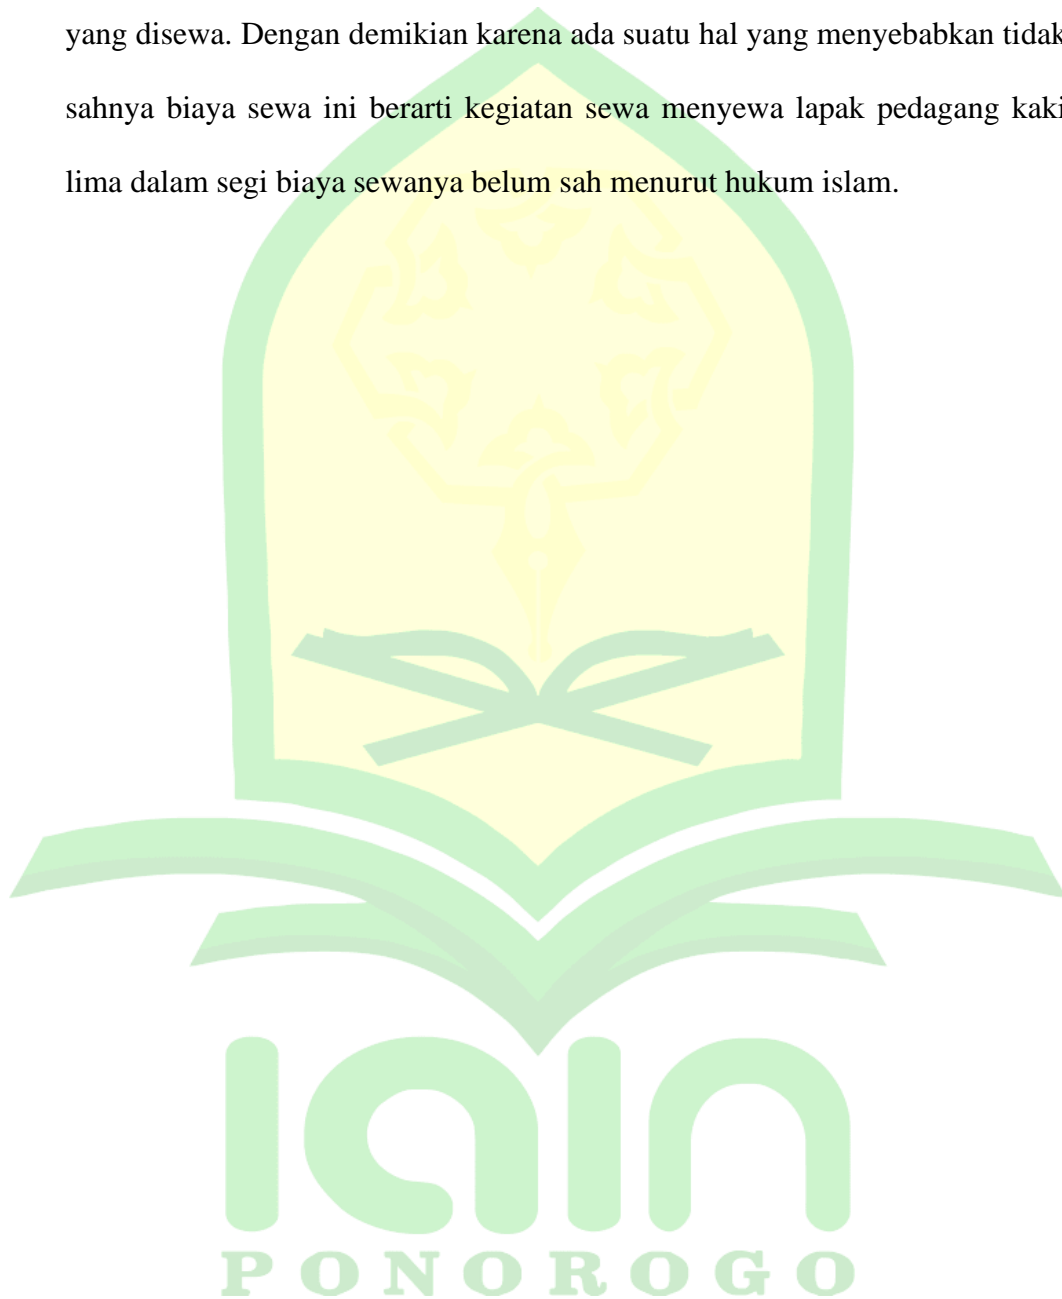 yang disewa. Dengan demikian karena ada suatu hal yang menyebabkan tidak
sahnya biaya sewa ini berarti kegiatan sewa menyewa lapak pedagang kaki
lima dalam segi biaya sewanya belum sah menurut hukum islam.
iain
PONOROGO